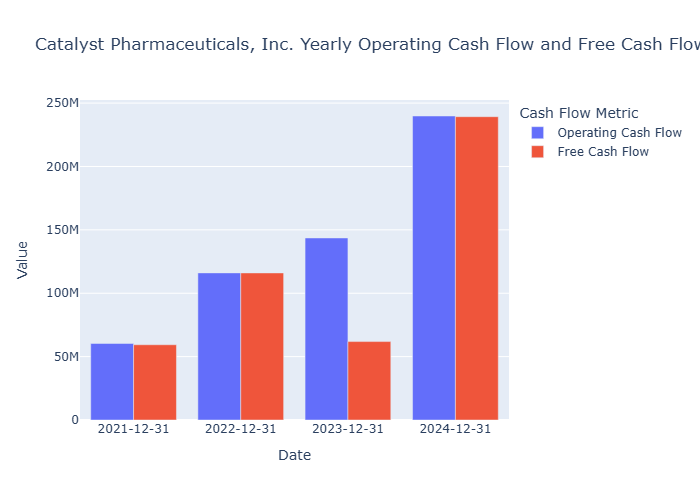 Catalyst Pharmaceuticals, Inc. Yearly Operating Cash Flow and Free Cash Flow
250M
200M
150M
100M
50M
0
Value
2021-12-31
2022-12-31
2023-12-31
2024-12-31
Date
Cash Flow Metric
Operating Cash Flow
Free Cash Flow